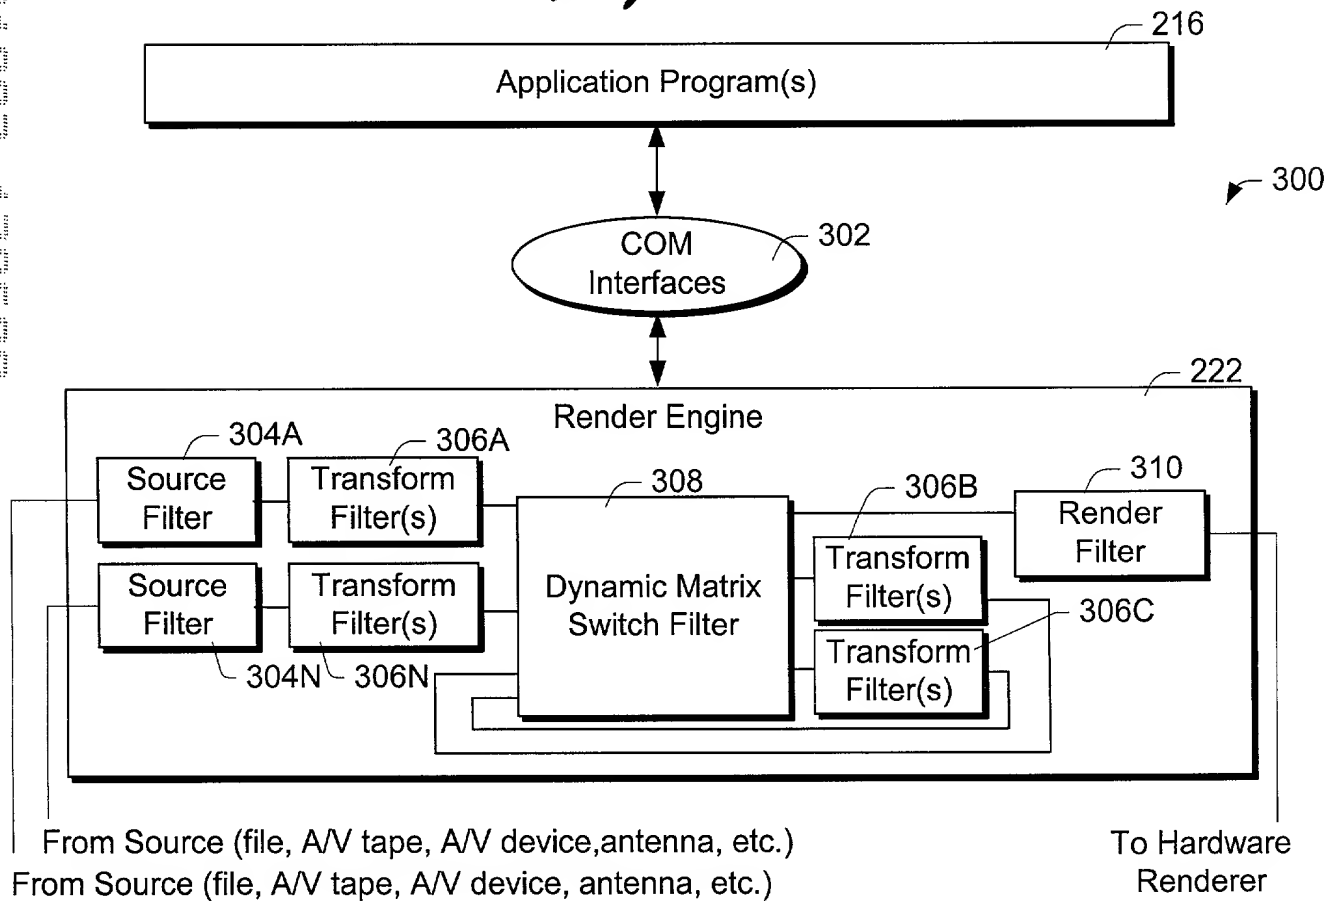 216
Application Program(s)
300
COM
Interfaces
302
222
Render Engine
304A
306A
308
306B
310
Source
Filter
Transform
Filter(s)
Render
Filter
Dynamic Matrix
Switch Filter
Transform
Filter(s)
Source
Filter
Transform
Filter(s)
306C
Transform
Filter(s)
304N
306N
From Source (file, A/V tape, A/V device,antenna, etc.)
From Source (file, A/V tape, A/V device, antenna, etc.)
To Hardware
Renderer